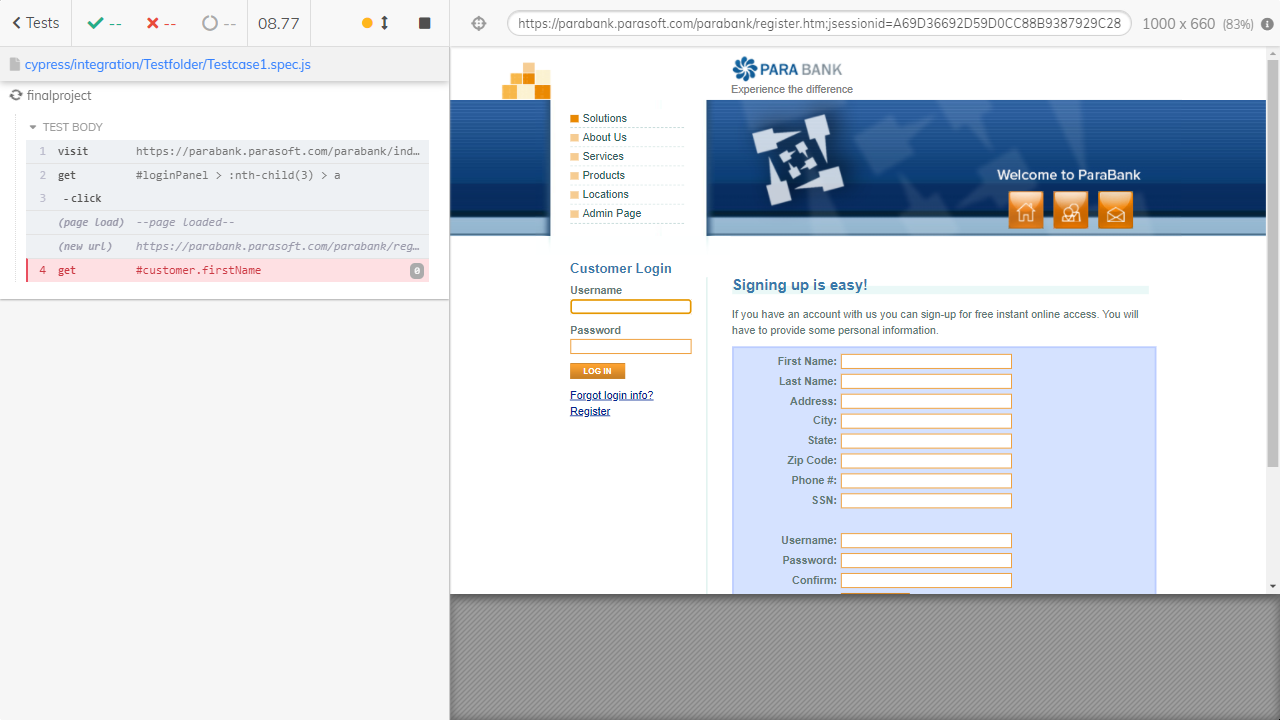 Tests
--
--
--
08.77
https://parabank.parasoft.com/parabank/register.htm;jsessionid=A69D36692D59D0CC88B9387929C28
1000 x 660 (83%)
cypress/integration/Testfolder/Testcase1.spec.js
finalproject
TEST BODY
1 visit https://parabank.parasoft.com/parabank/ind…
2 get #loginPanel > :nth-child(3) > a
3 -click
(page load) --page loaded--
(new url) https://parabank.parasoft.com/parabank/reg…
4 get #customer.firstName 0
PARA BANK
Experience the difference
Solutions
About Us
Services
Products
Locations
Admin Page
Welcome to ParaBank
Customer Login
Username
Password
LOG IN
Forgot login info?
Register
Signing up is easy!
If you have an account with us you can sign-up for free instant online access. You will
have to provide some personal information.
First Name:
Last Name:
Address:
City:
State:
Zip Code:
Phone #:
SSN:
Username:
Password:
Confirm: